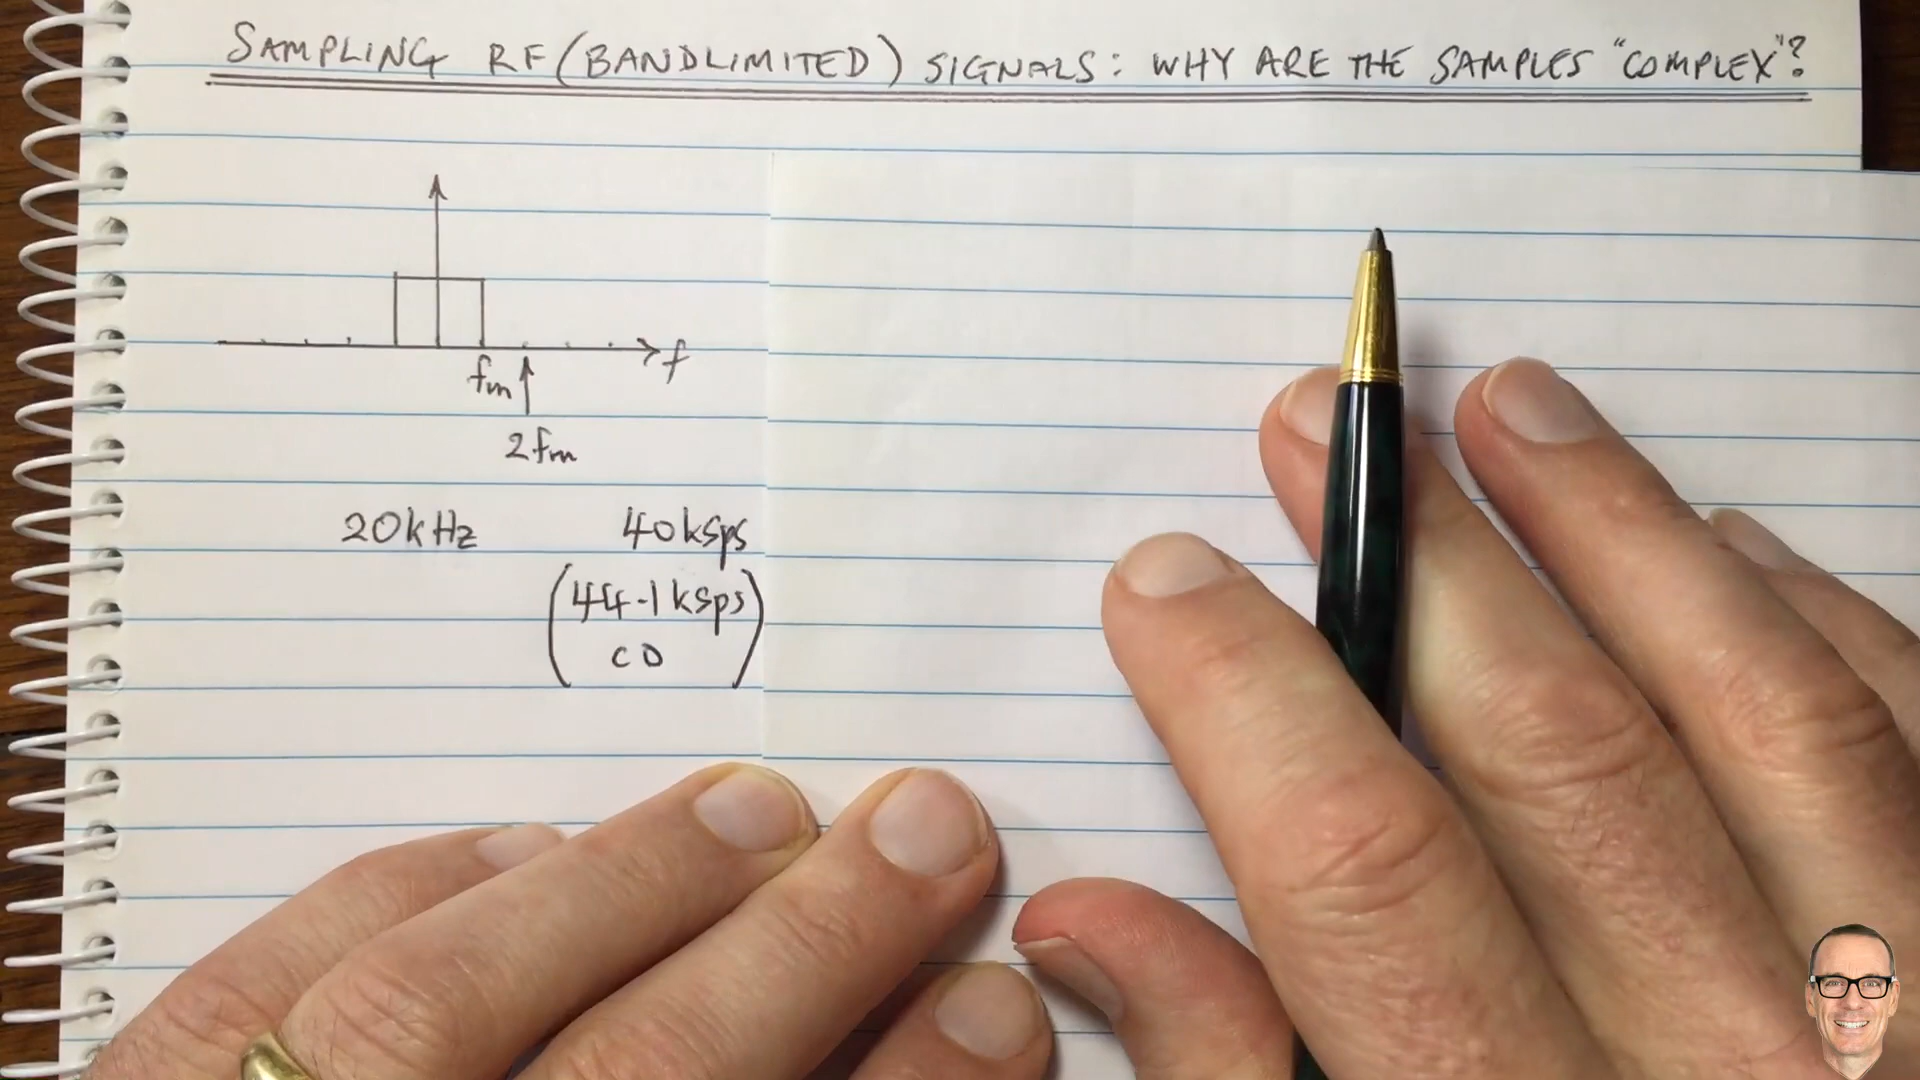 SAMPLING RF (BANDLIMITED) SIGNALS: WHY ARE THE SAMPLES "COMPLEX"?
f
fm
2fm
20kHz 40ksps
(44.1ksps
CD)